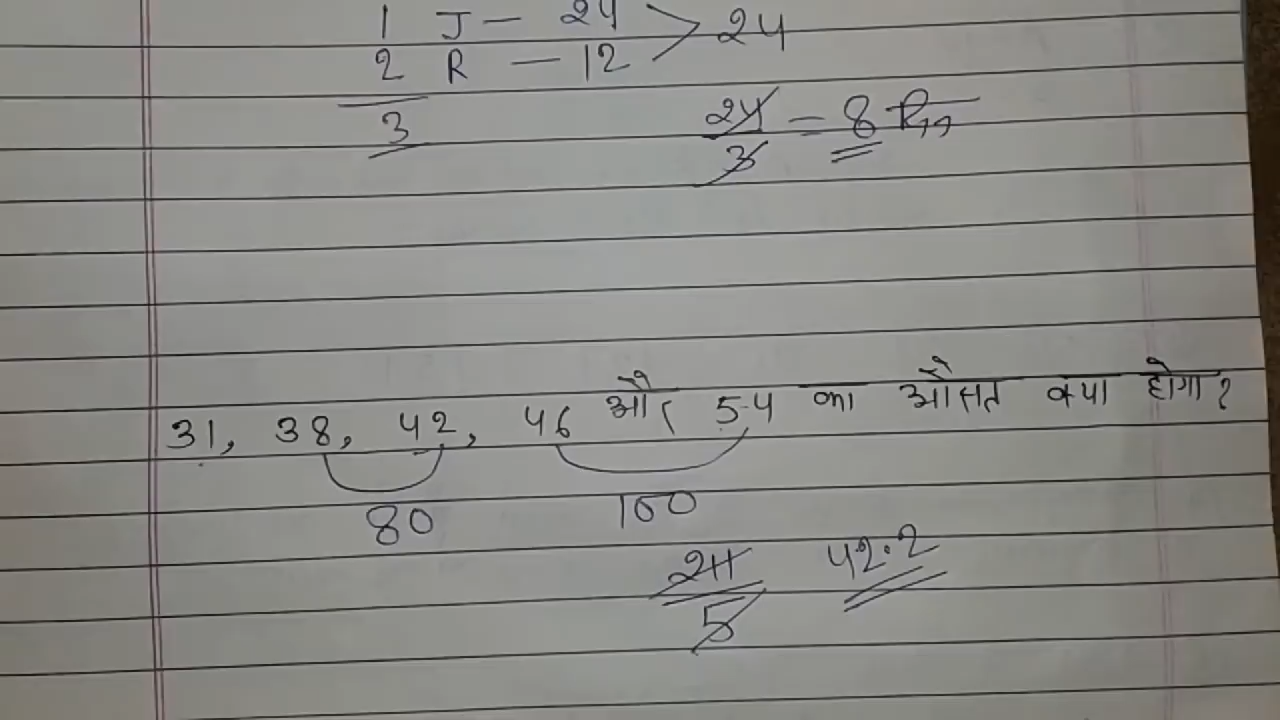 1 J — 24 > 24
2 R — 12
3
24/3 = 8 दिन
31, 38, 42, 46 और 54 का औसत क्या होगा?
80 100
211/5 42.2